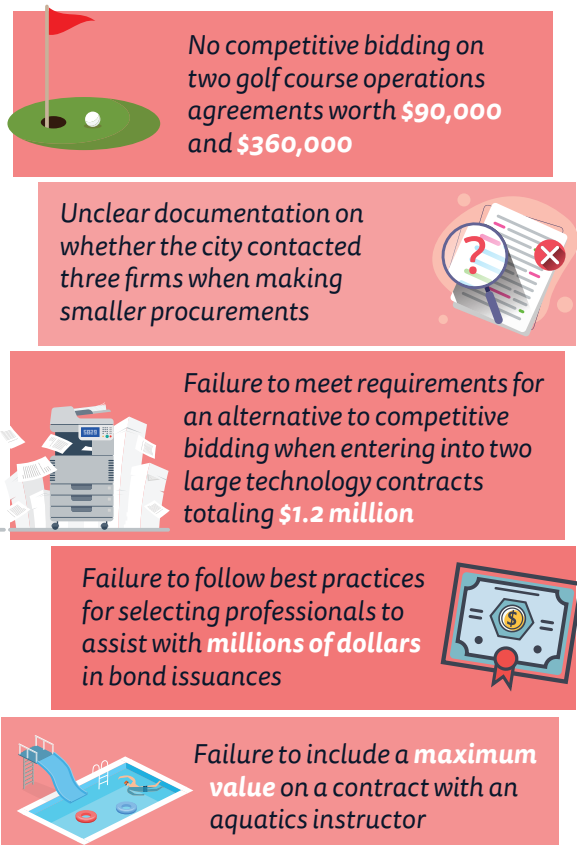 No competitive bidding on
two golf course operations
agreements worth $90,000
and $360,000
Unclear documentation on
whether the city contacted
three firms when making
smaller procurements
?
Failure to meet requirements for
an alternative to competitive
bidding when entering into two
large technology contracts
totaling $1.2 million
Failure to follow best practices
for selecting professionals to
assist with millions of dollars
in bond issuances
$
Failure to include a maximum
value on a contract with an
aquatics instructor